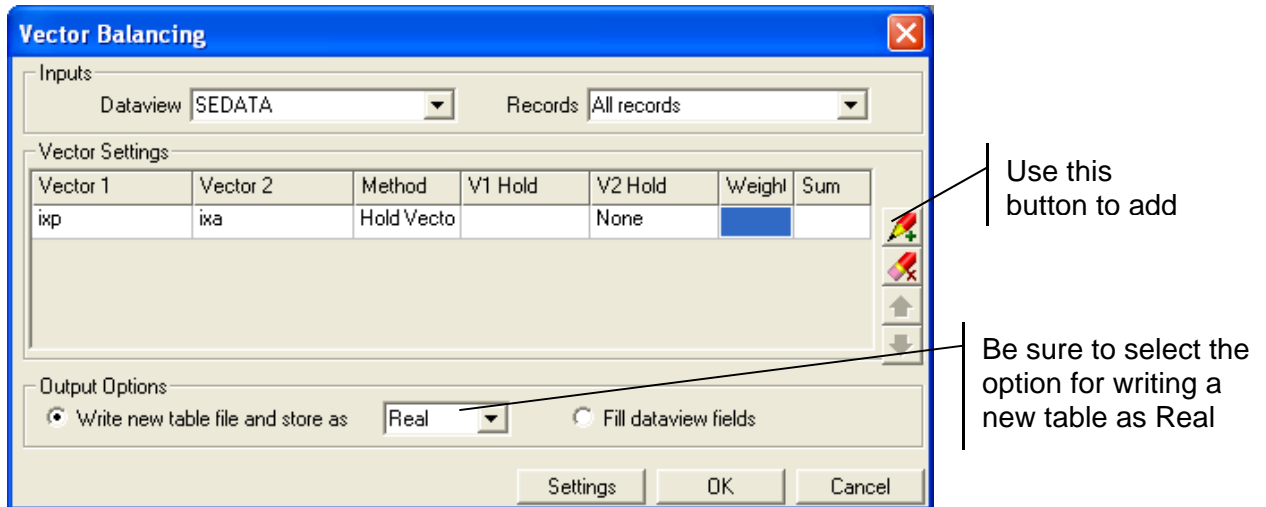 Vector Balancing
Inputs
Dataview SEDATA Records All records
Vector Settings
Vector 1 Vector 2 Method V1 Hold V2 Hold Weight Sum
ixp ixa Hold Vecto None
Use this
button to add
Be sure to select the
option for writing a
new table as Real
Output Options
Write new table file and store as Real Fill dataview fields
Settings OK Cancel